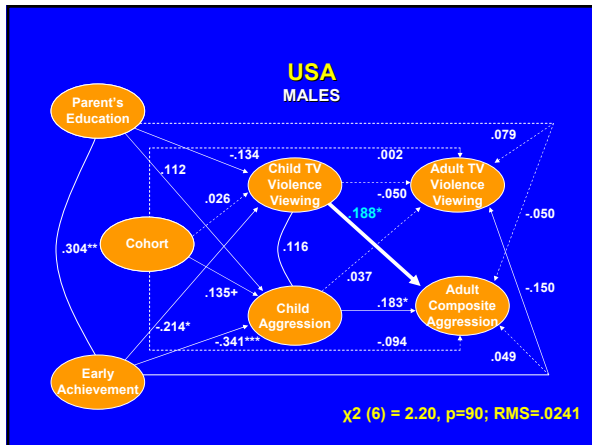 USA
MALES
Parent's
Education
.079
-.134
.002
.112
Child TV
Violence
Viewing
Adult TV
Violence
Viewing
.026
-.050
.188*
-.050
Cohort
.116
.304**
.037
.135+
-.150
Child
Aggression
Adult
Composite
Aggression
.183*
-.214*
-.341***
-.094
Early
Achievement
.049
χ2 (6) = 2.20, p=90; RMS=.0241